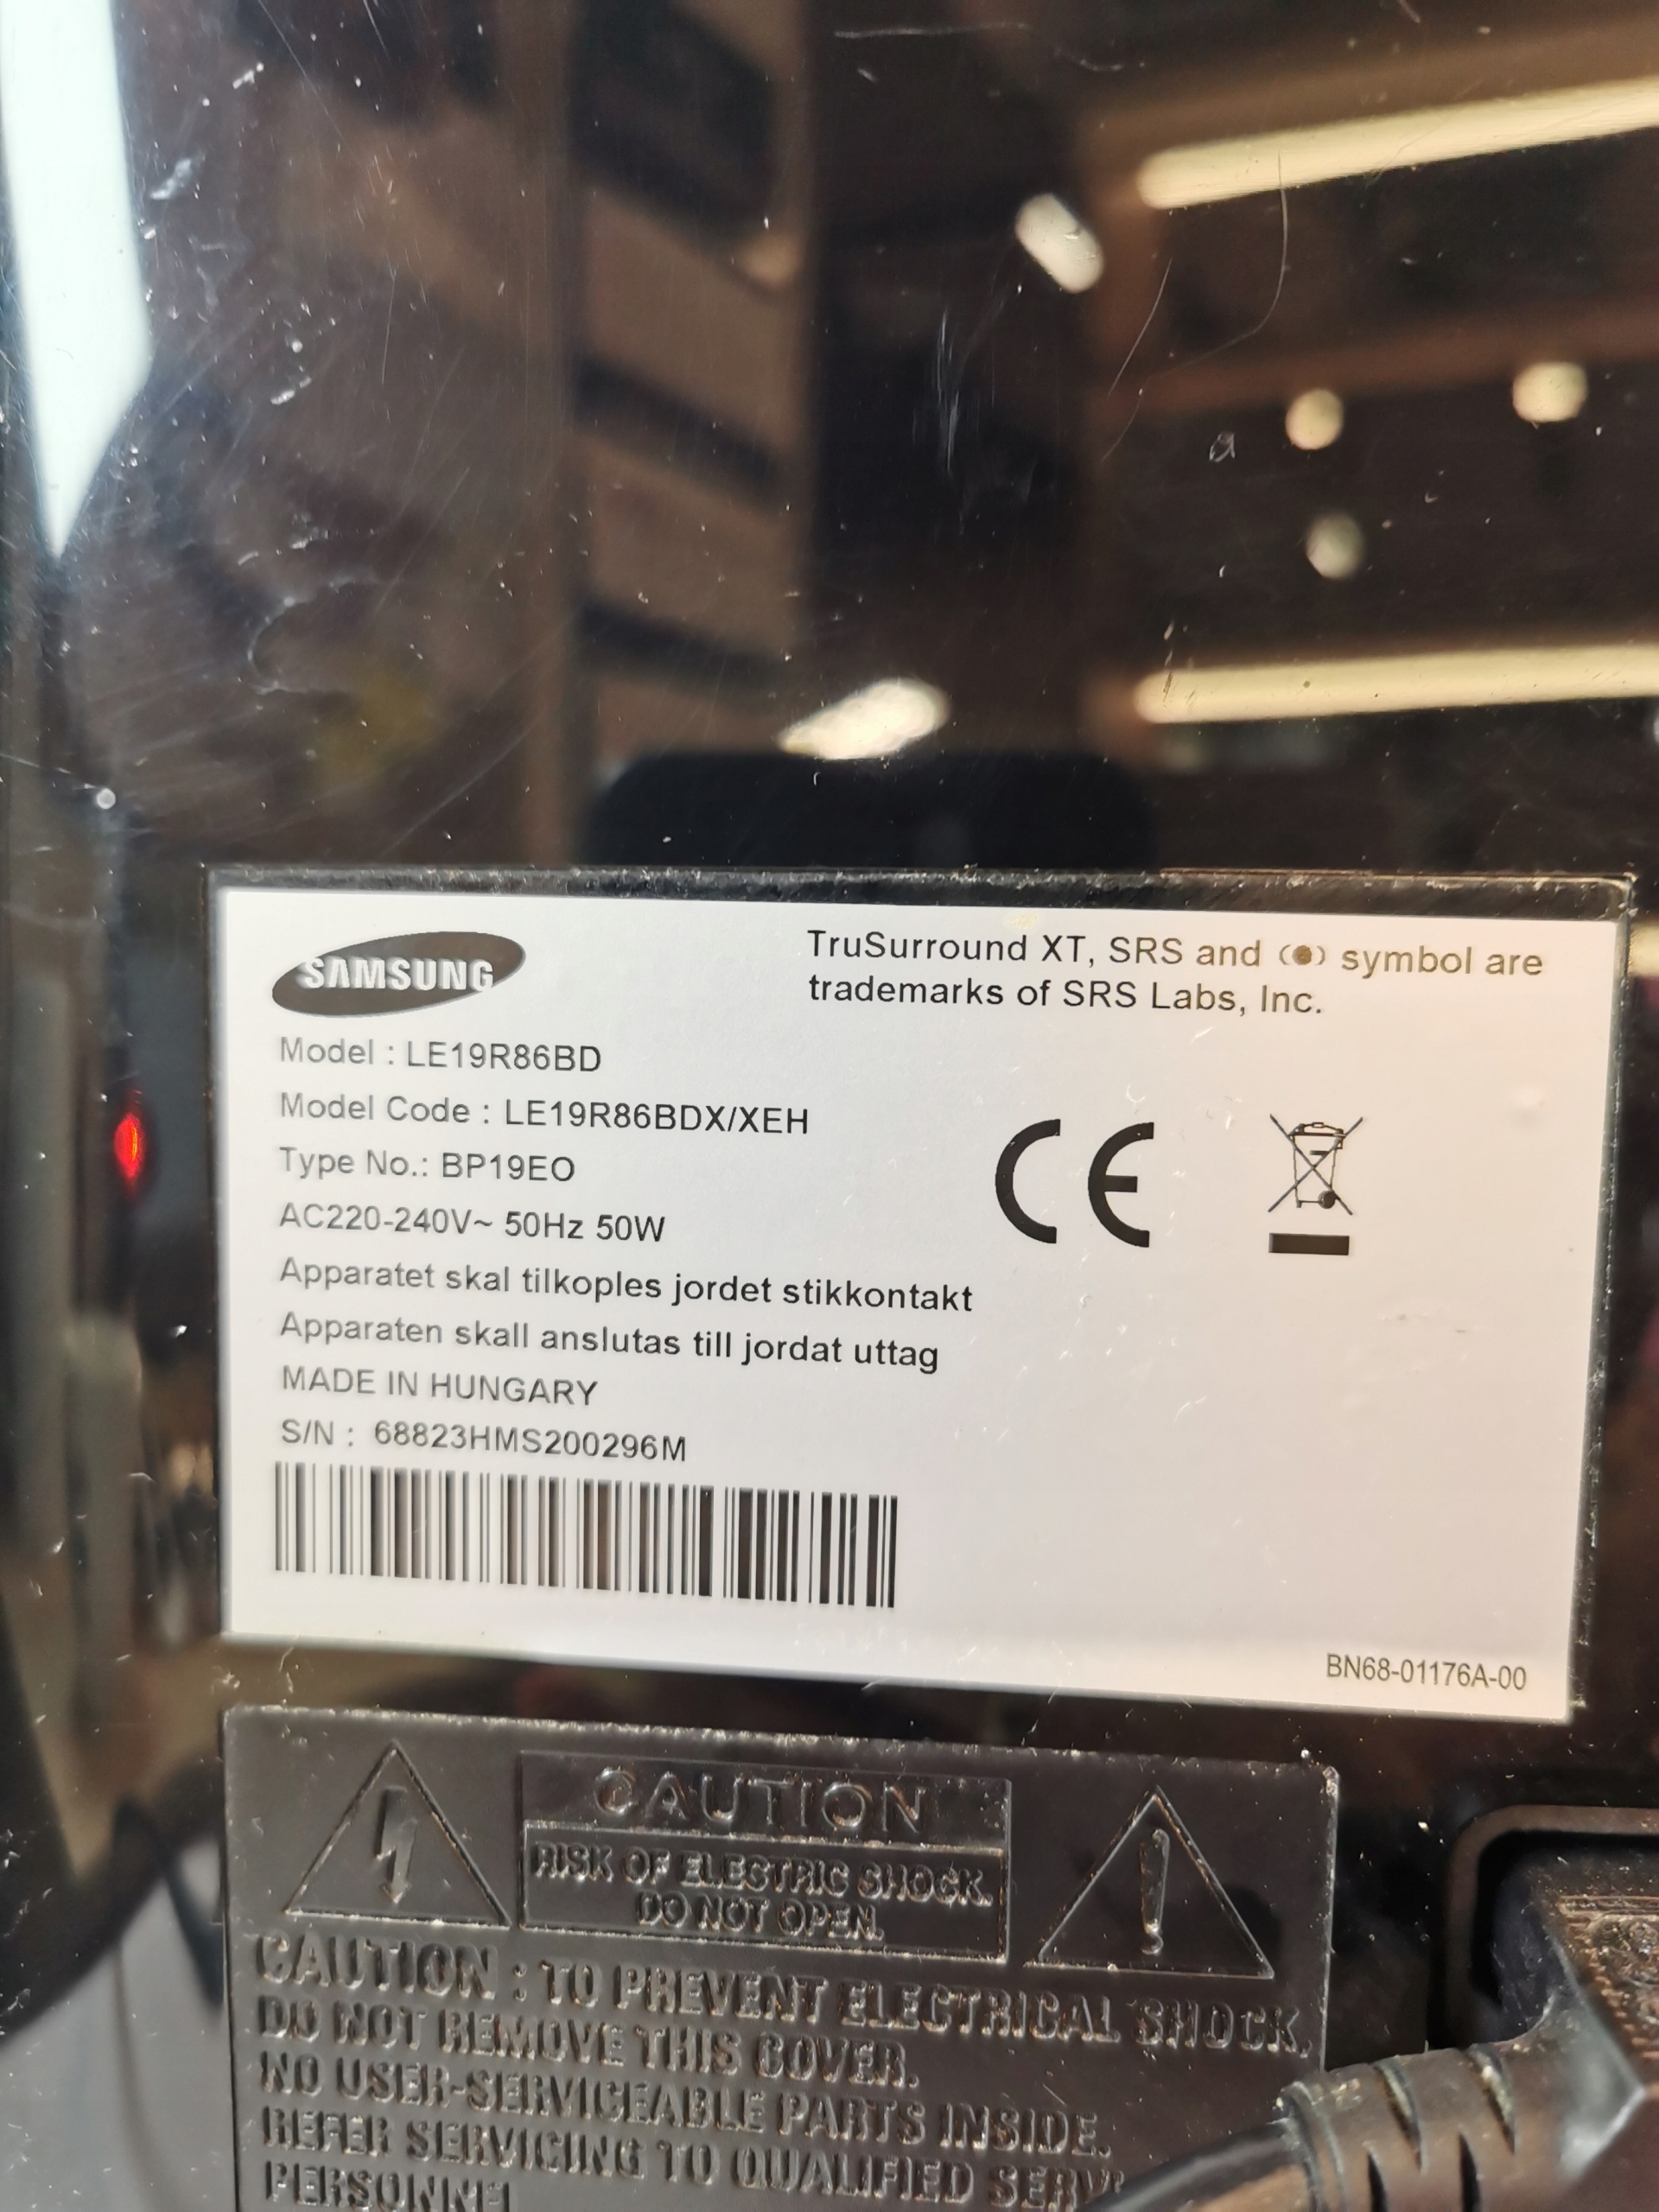 SAMSUNG
TruSurround XT, SRS and (●) symbol are
trademarks of SRS Labs, Inc.
Model : LE19R86BD
Model Code : LE19R86BDX/XEH
Type No.: BP19EO
AC220-240V~ 50Hz 50W
Apparatet skal tilkoples jordet stikkontakt
Apparaten skall anslutas till jordat uttag
MADE IN HUNGARY
S/N : 68823HMS200296M
CE
BN68-01176A-00
CAUTION
RISK OF ELECTRIC SHOCK.
DO NOT OPEN.
CAUTION : TO PREVENT ELECTRICAL SHOCK,
DO NOT REMOVE THIS COVER.
NO USER-SERVICEABLE PARTS INSIDE.
REFER SERVICING TO QUALIFIED
PERSONNEL